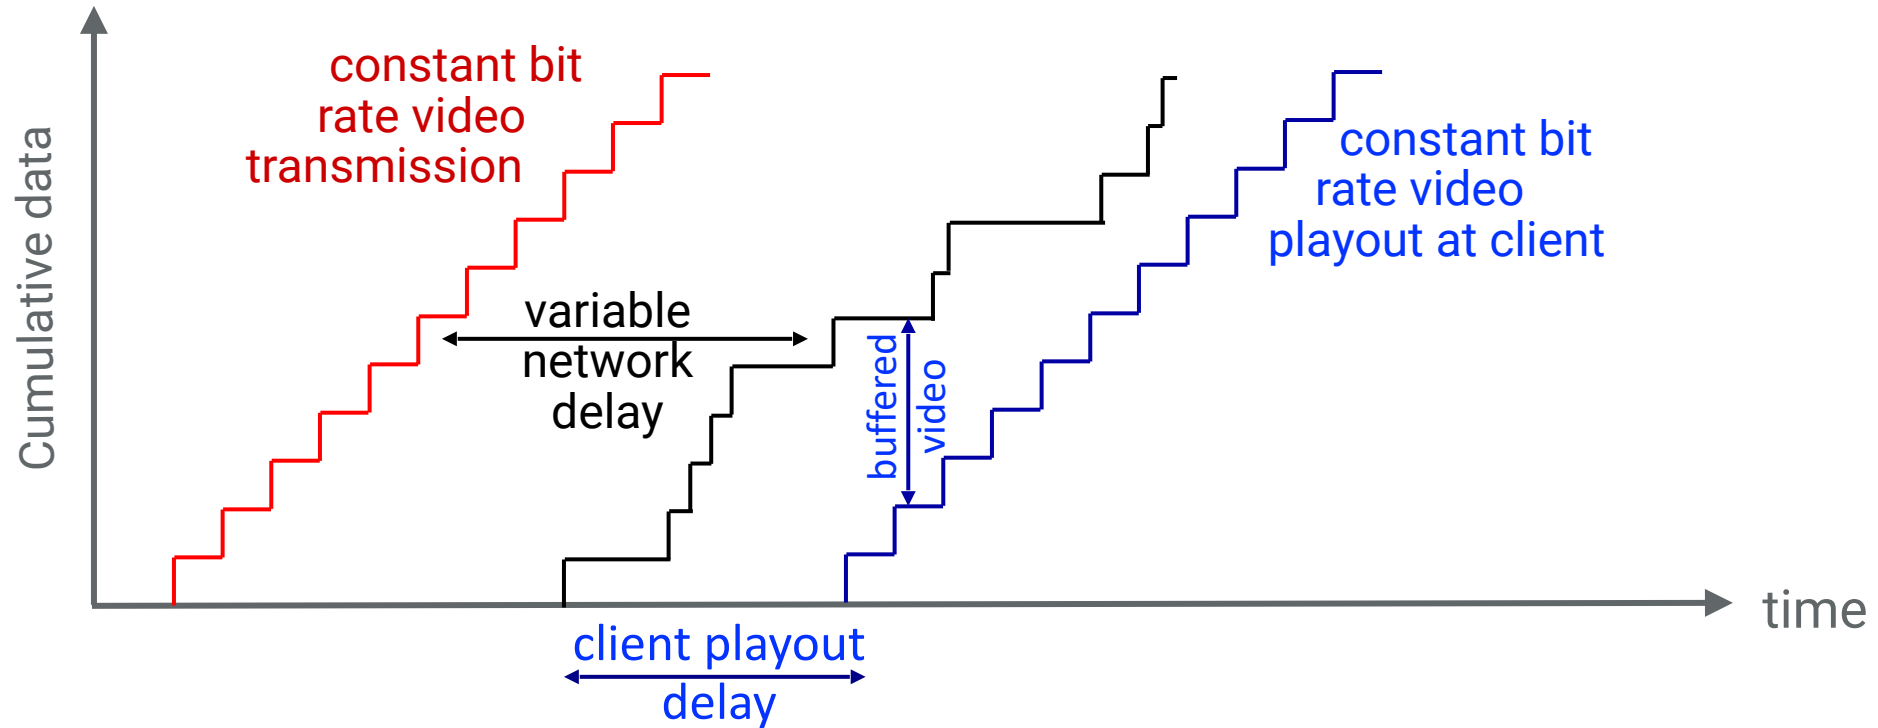 constant bit
rate video
transmission
Cumulative data
variable
network
delay
buffered
video
constant bit
rate video
playout at client
time
client playout
delay